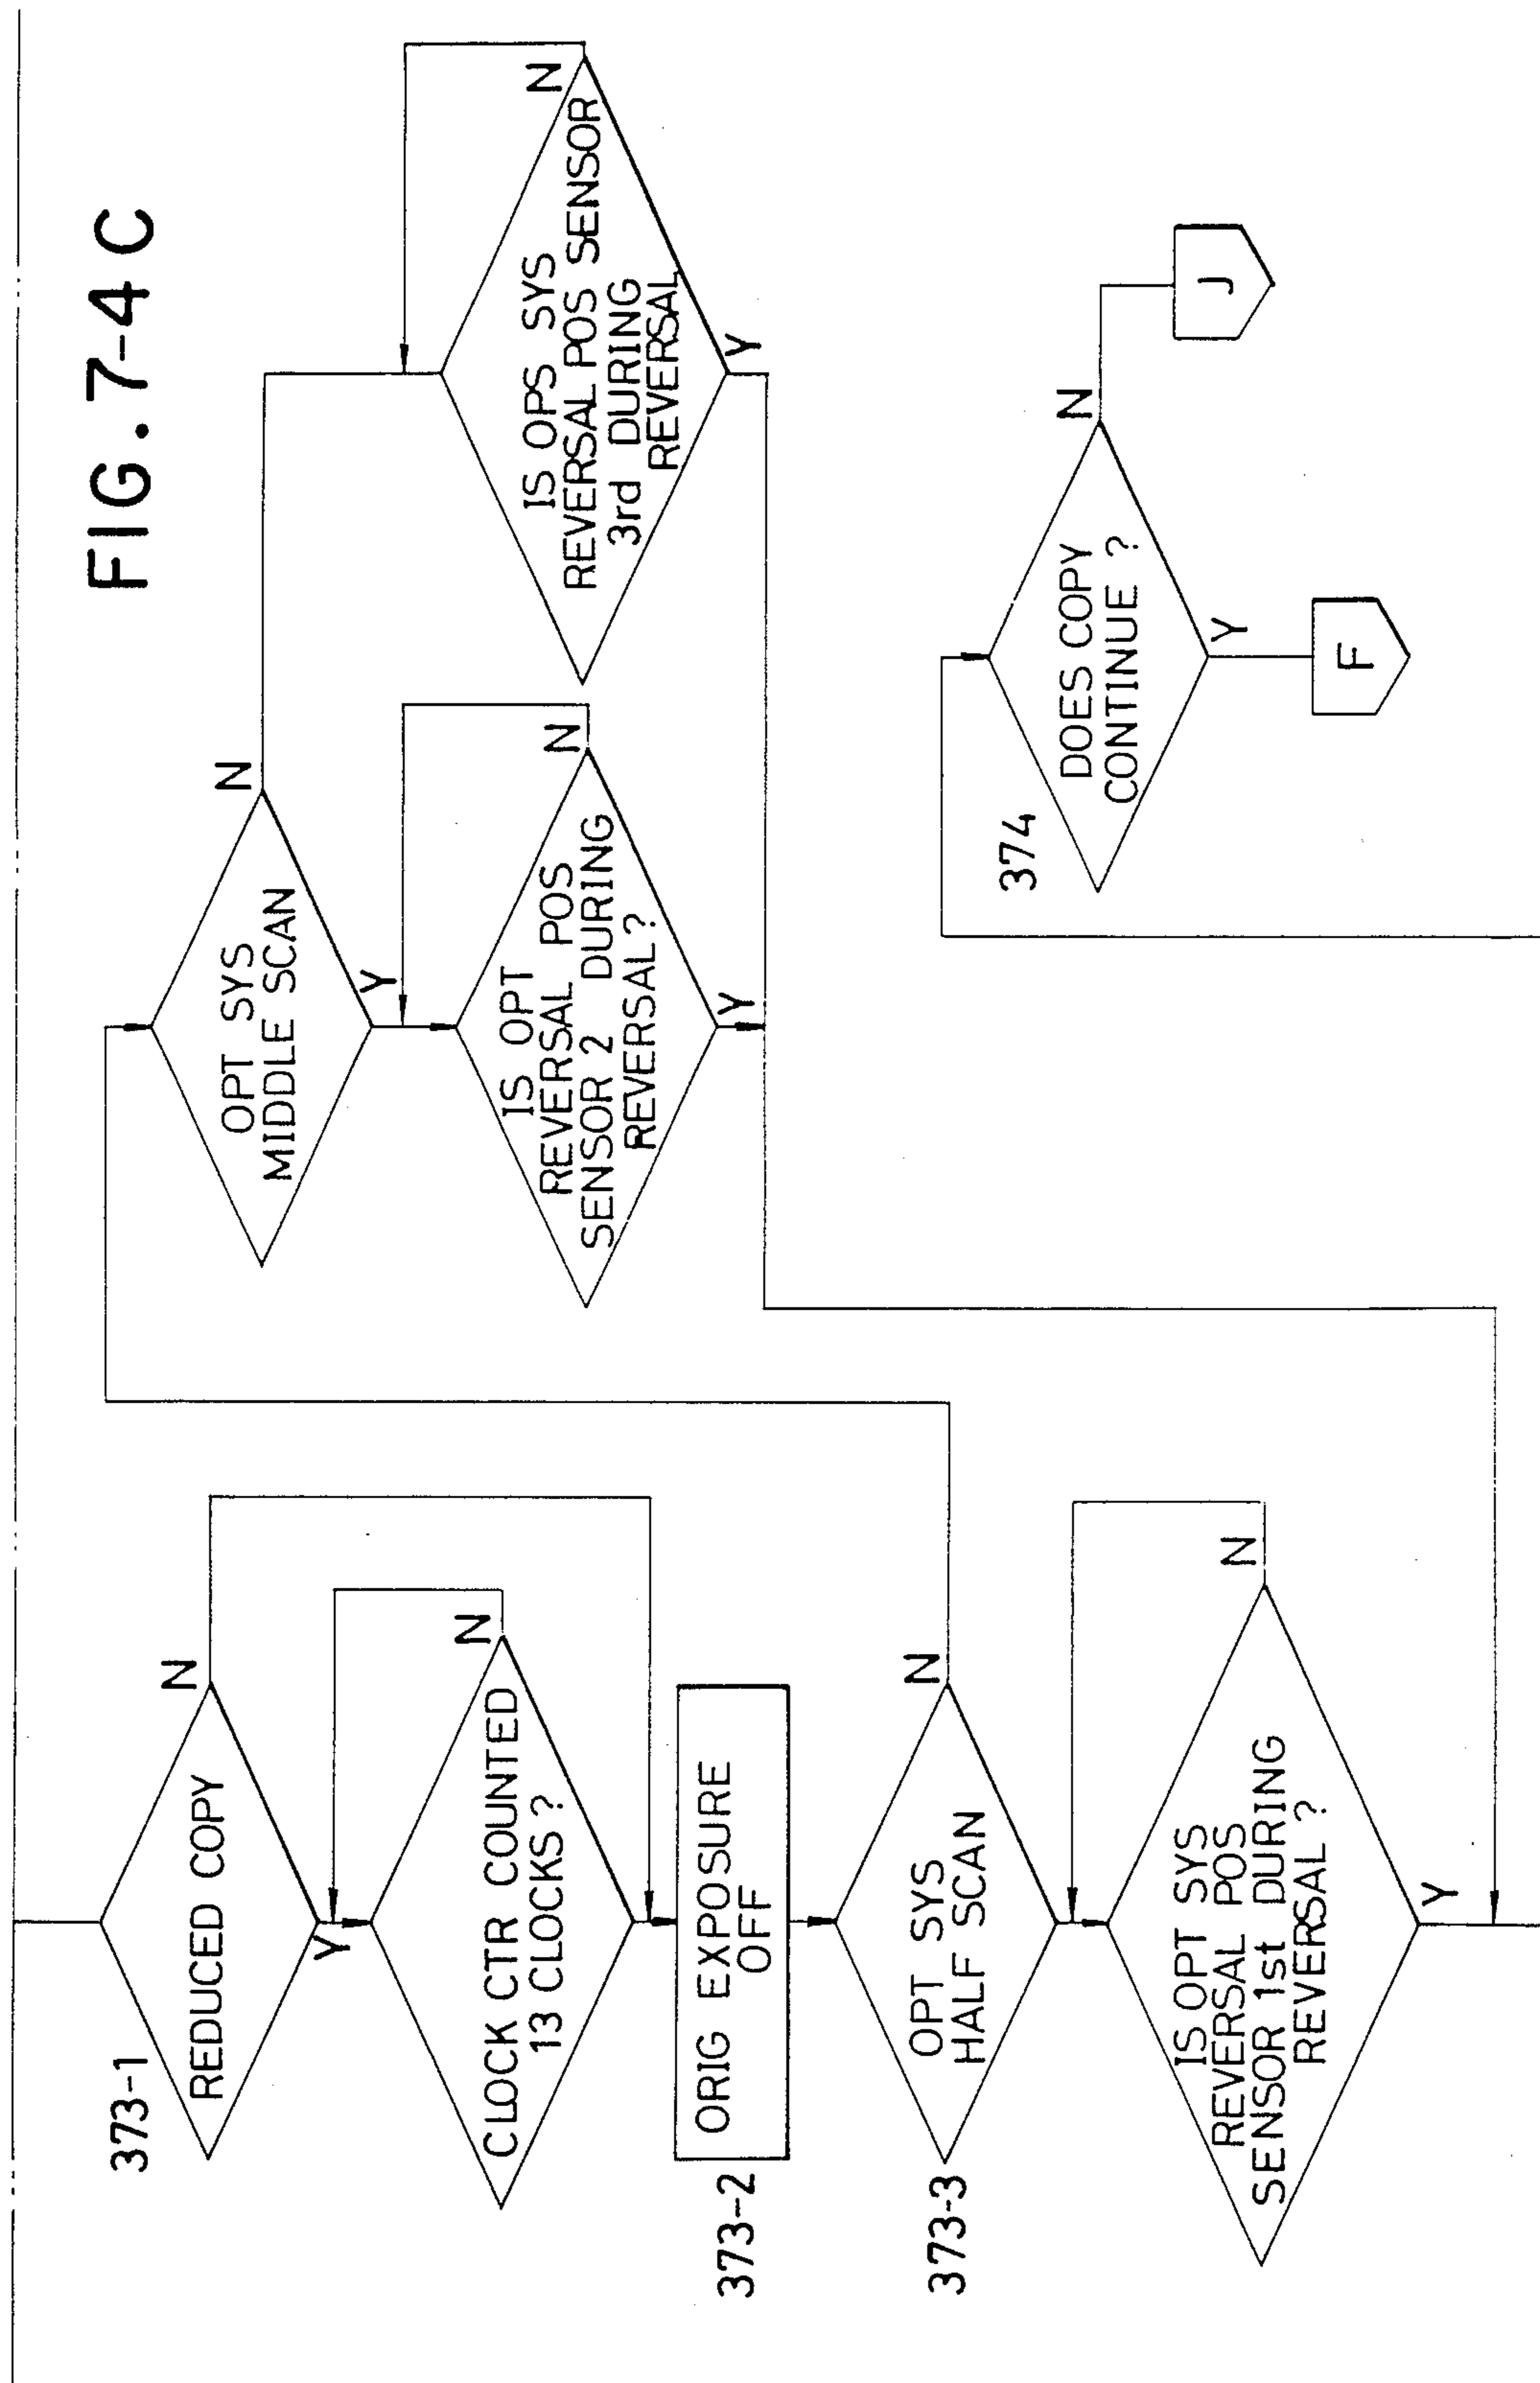 FIG. 7-4 C
373-1
REDUCED COPY
N
Y
CLOCK CTR COUNTED
13 CLOCKS ?
N
373-2
ORIG EXPOSURE
OFF
373-3
OPT SYS
HALF SCAN
N
IS OPT SYS
REVERSAL POS
SENSOR 1st DURING
REVERSAL ?
N
Y
OPT SYS
MIDDLE SCAN
N
Y
IS OPT
REVERSAL POS
SENSOR 2 DURING
REVERSAL ?
N
Y
IS OPS SYS
REVERSAL POS SENSOR
3rd DURING
REVERSAL
N
Y
374
DOES COPY
CONTINUE ?
N
J
Y
F